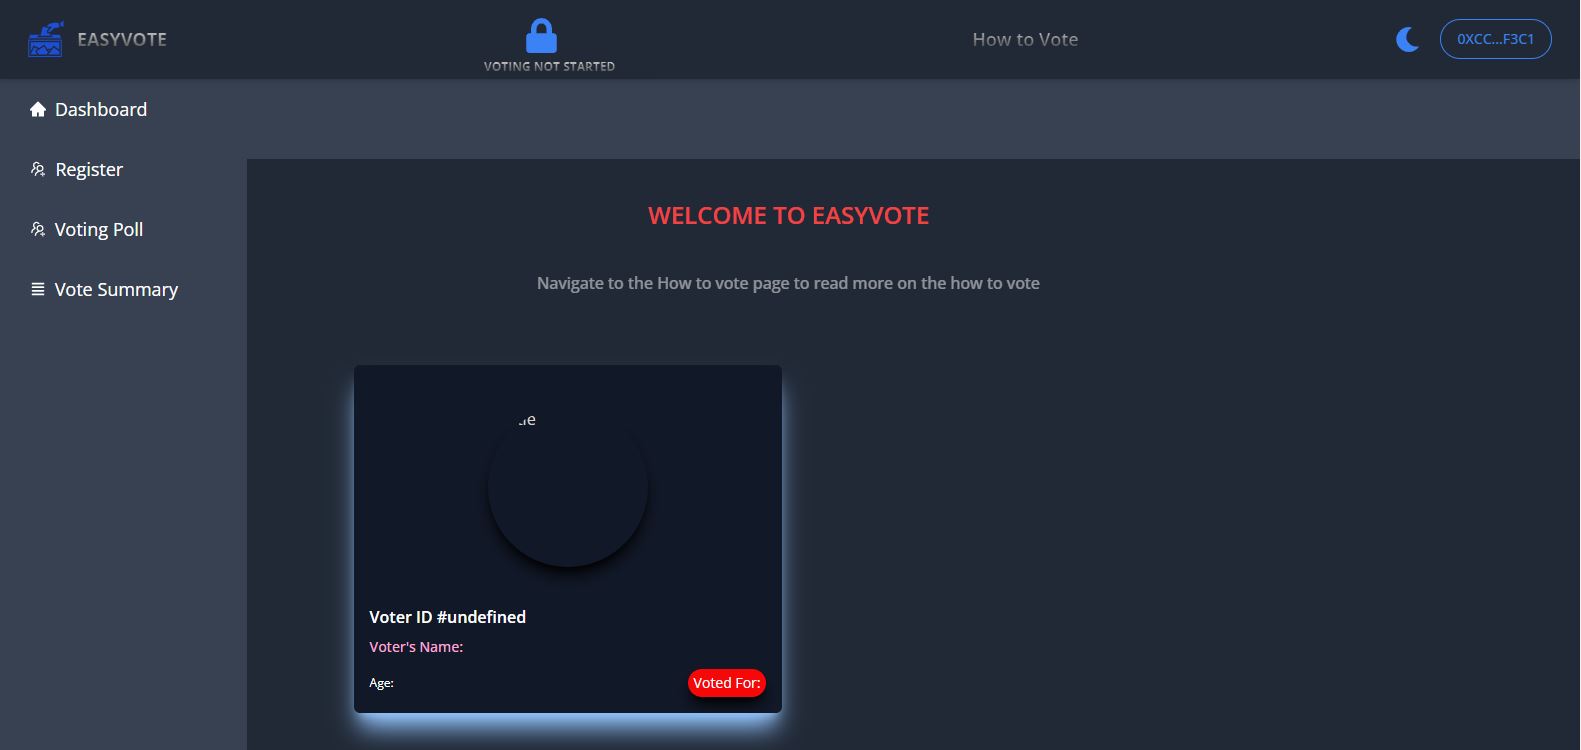 EASYVOTE
VOTING NOT STARTED
How to Vote
0XCC...F3C1
Dashboard
Register
Voting Poll
Vote Summary
WELCOME TO EASYVOTE
Navigate to the How to vote page to read more on the how to vote
Voter ID #undefined
Voter's Name:
Age:
Voted For: